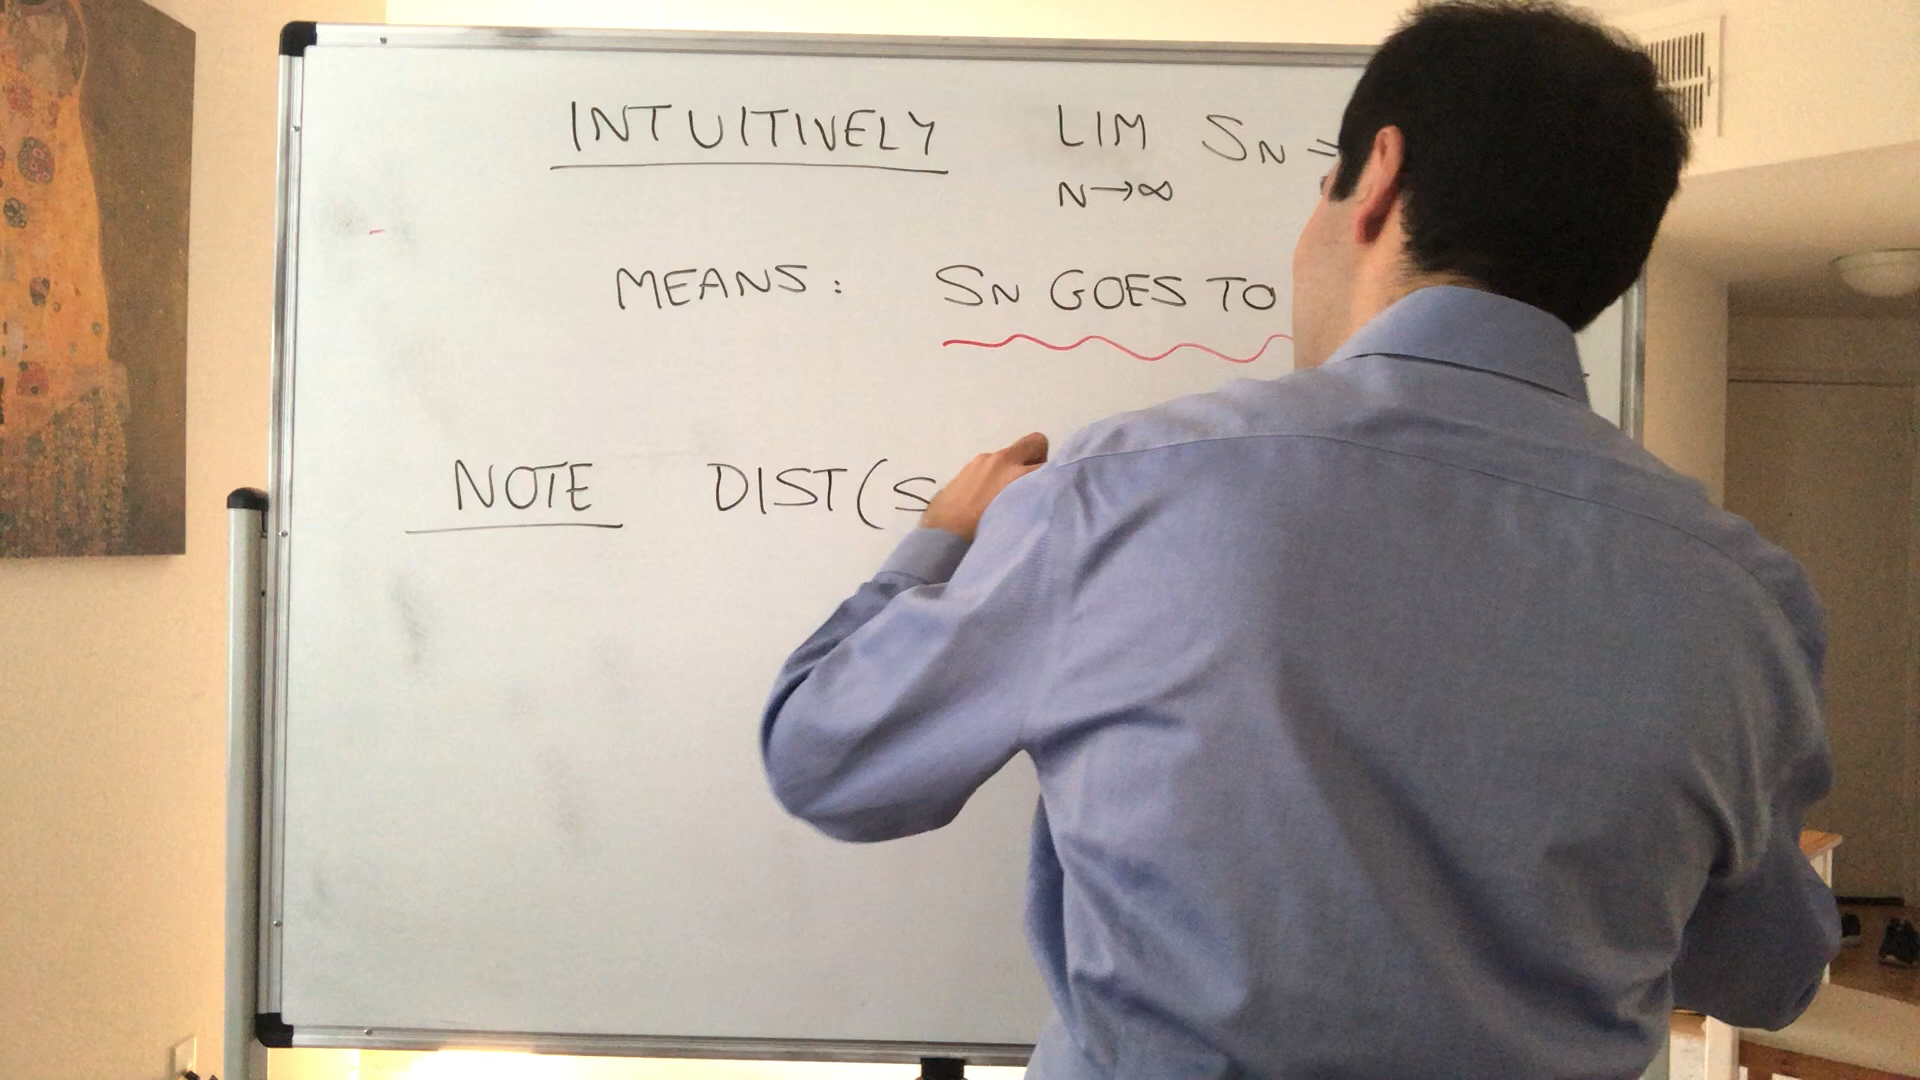 INTUITIVELY LIM SN =
N→∞
MEANS: SN GOES TO
NOTE DIST(S